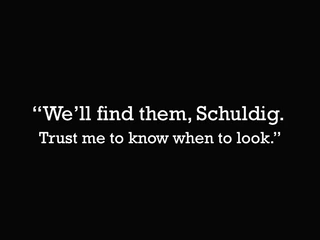 “We’ll find them, Schuldig.
Trust me to know when to look.”